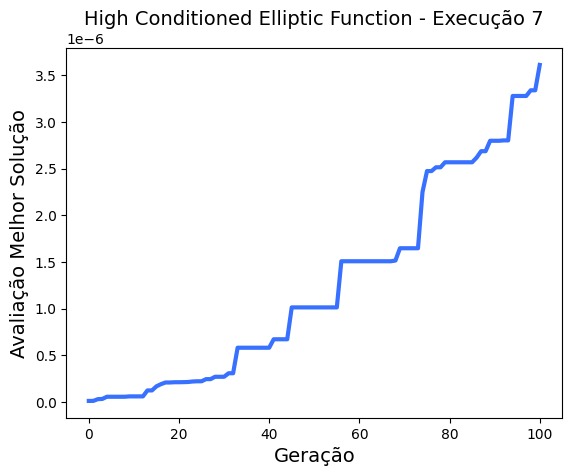 High Conditioned Elliptic Function - Execução 7
1e−6
Avaliação Melhor Solução
3.5
3.0
2.5
2.0
1.5
1.0
0.5
0.0
0 20 40 60 80 100
Geração